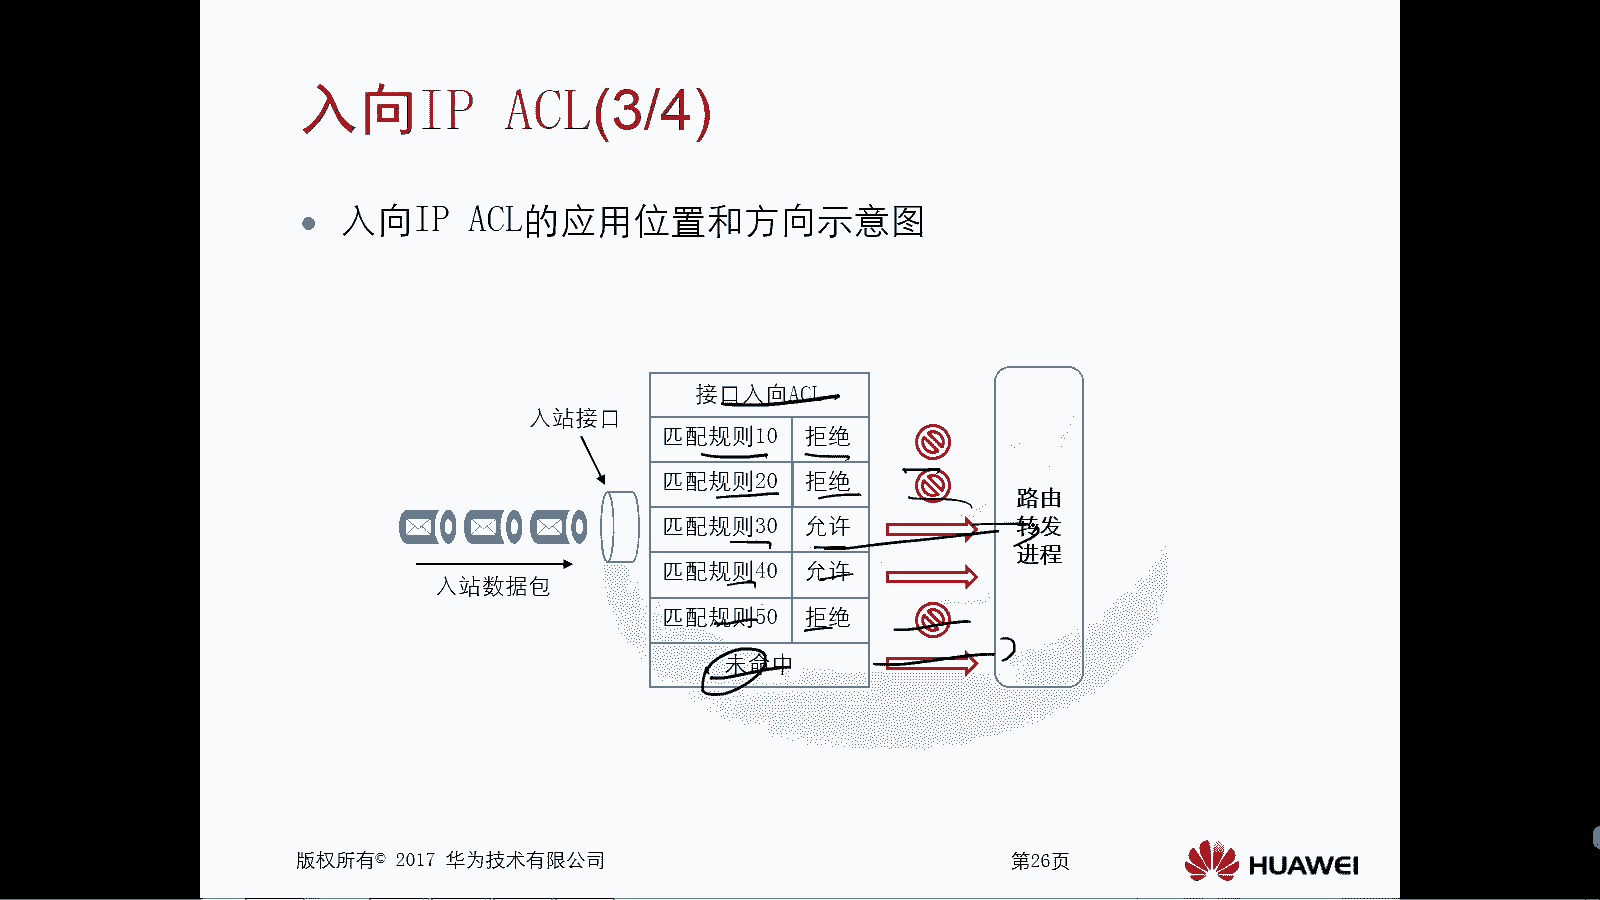 入向IP ACL(3/4)
入向IP ACL的应用位置和方向示意图
入站接口
入站数据包
接口入向ACL
匹配规则10 拒绝
匹配规则20 拒绝
匹配规则30 允许
匹配规则40 允许
匹配规则50 拒绝
未命中
路由
转发
进程
版权所有© 2017 华为技术有限公司
第26页
HUAWEI